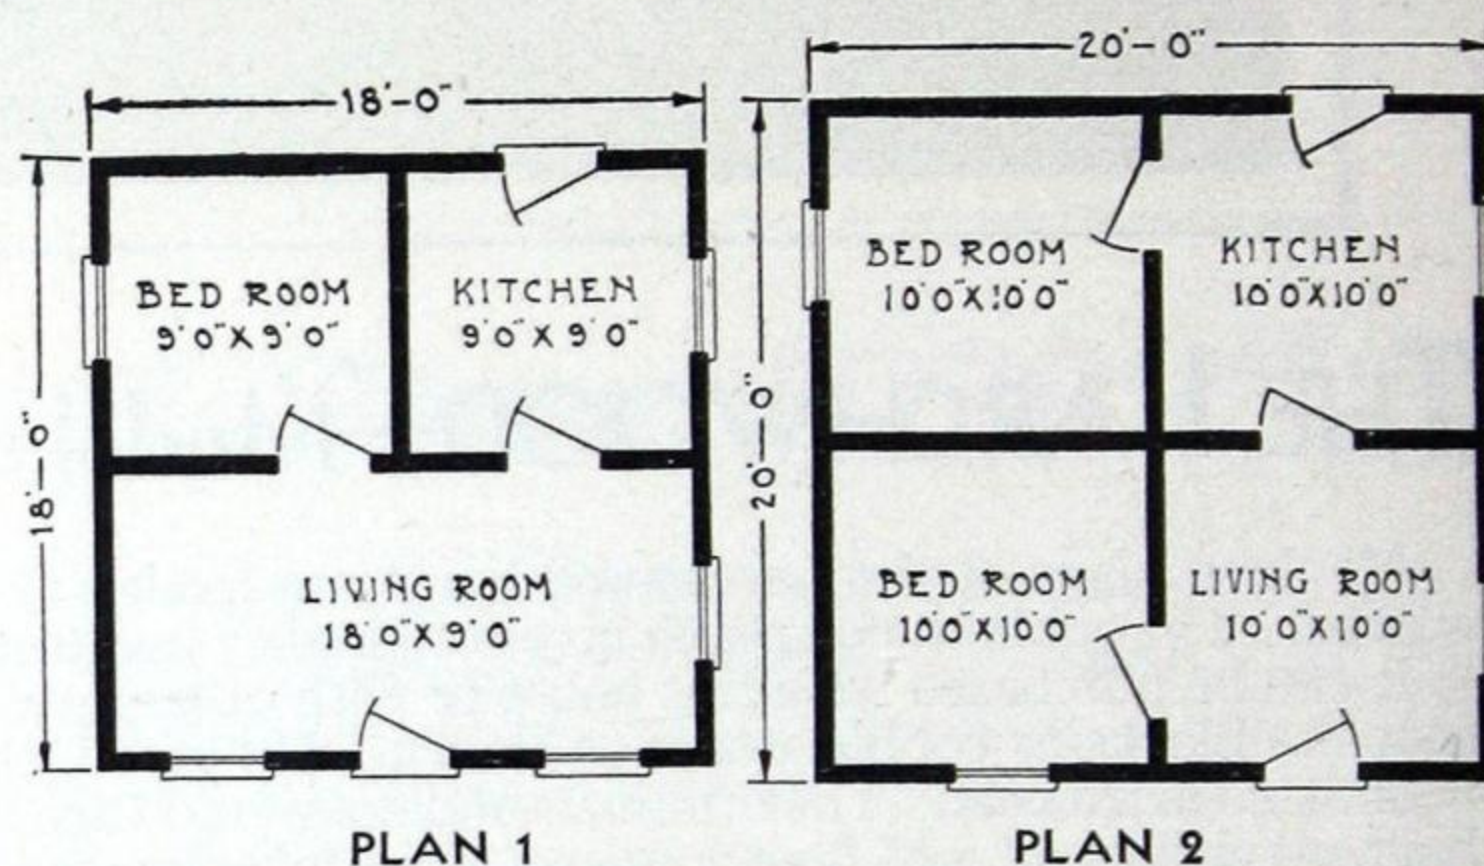 18'-0"
18'-0"
BED ROOM
9'0"X9'0"
KITCHEN
9'0"X9'0"
LIVING ROOM
18'0"X9'0"
PLAN 1
20'-0"
20'-0"
BED ROOM
10'0"X10'0"
KITCHEN
10'0"X10'0"
BED ROOM
10'0"X10'0"
LIVING ROOM
10'0"X10'0"
PLAN 2